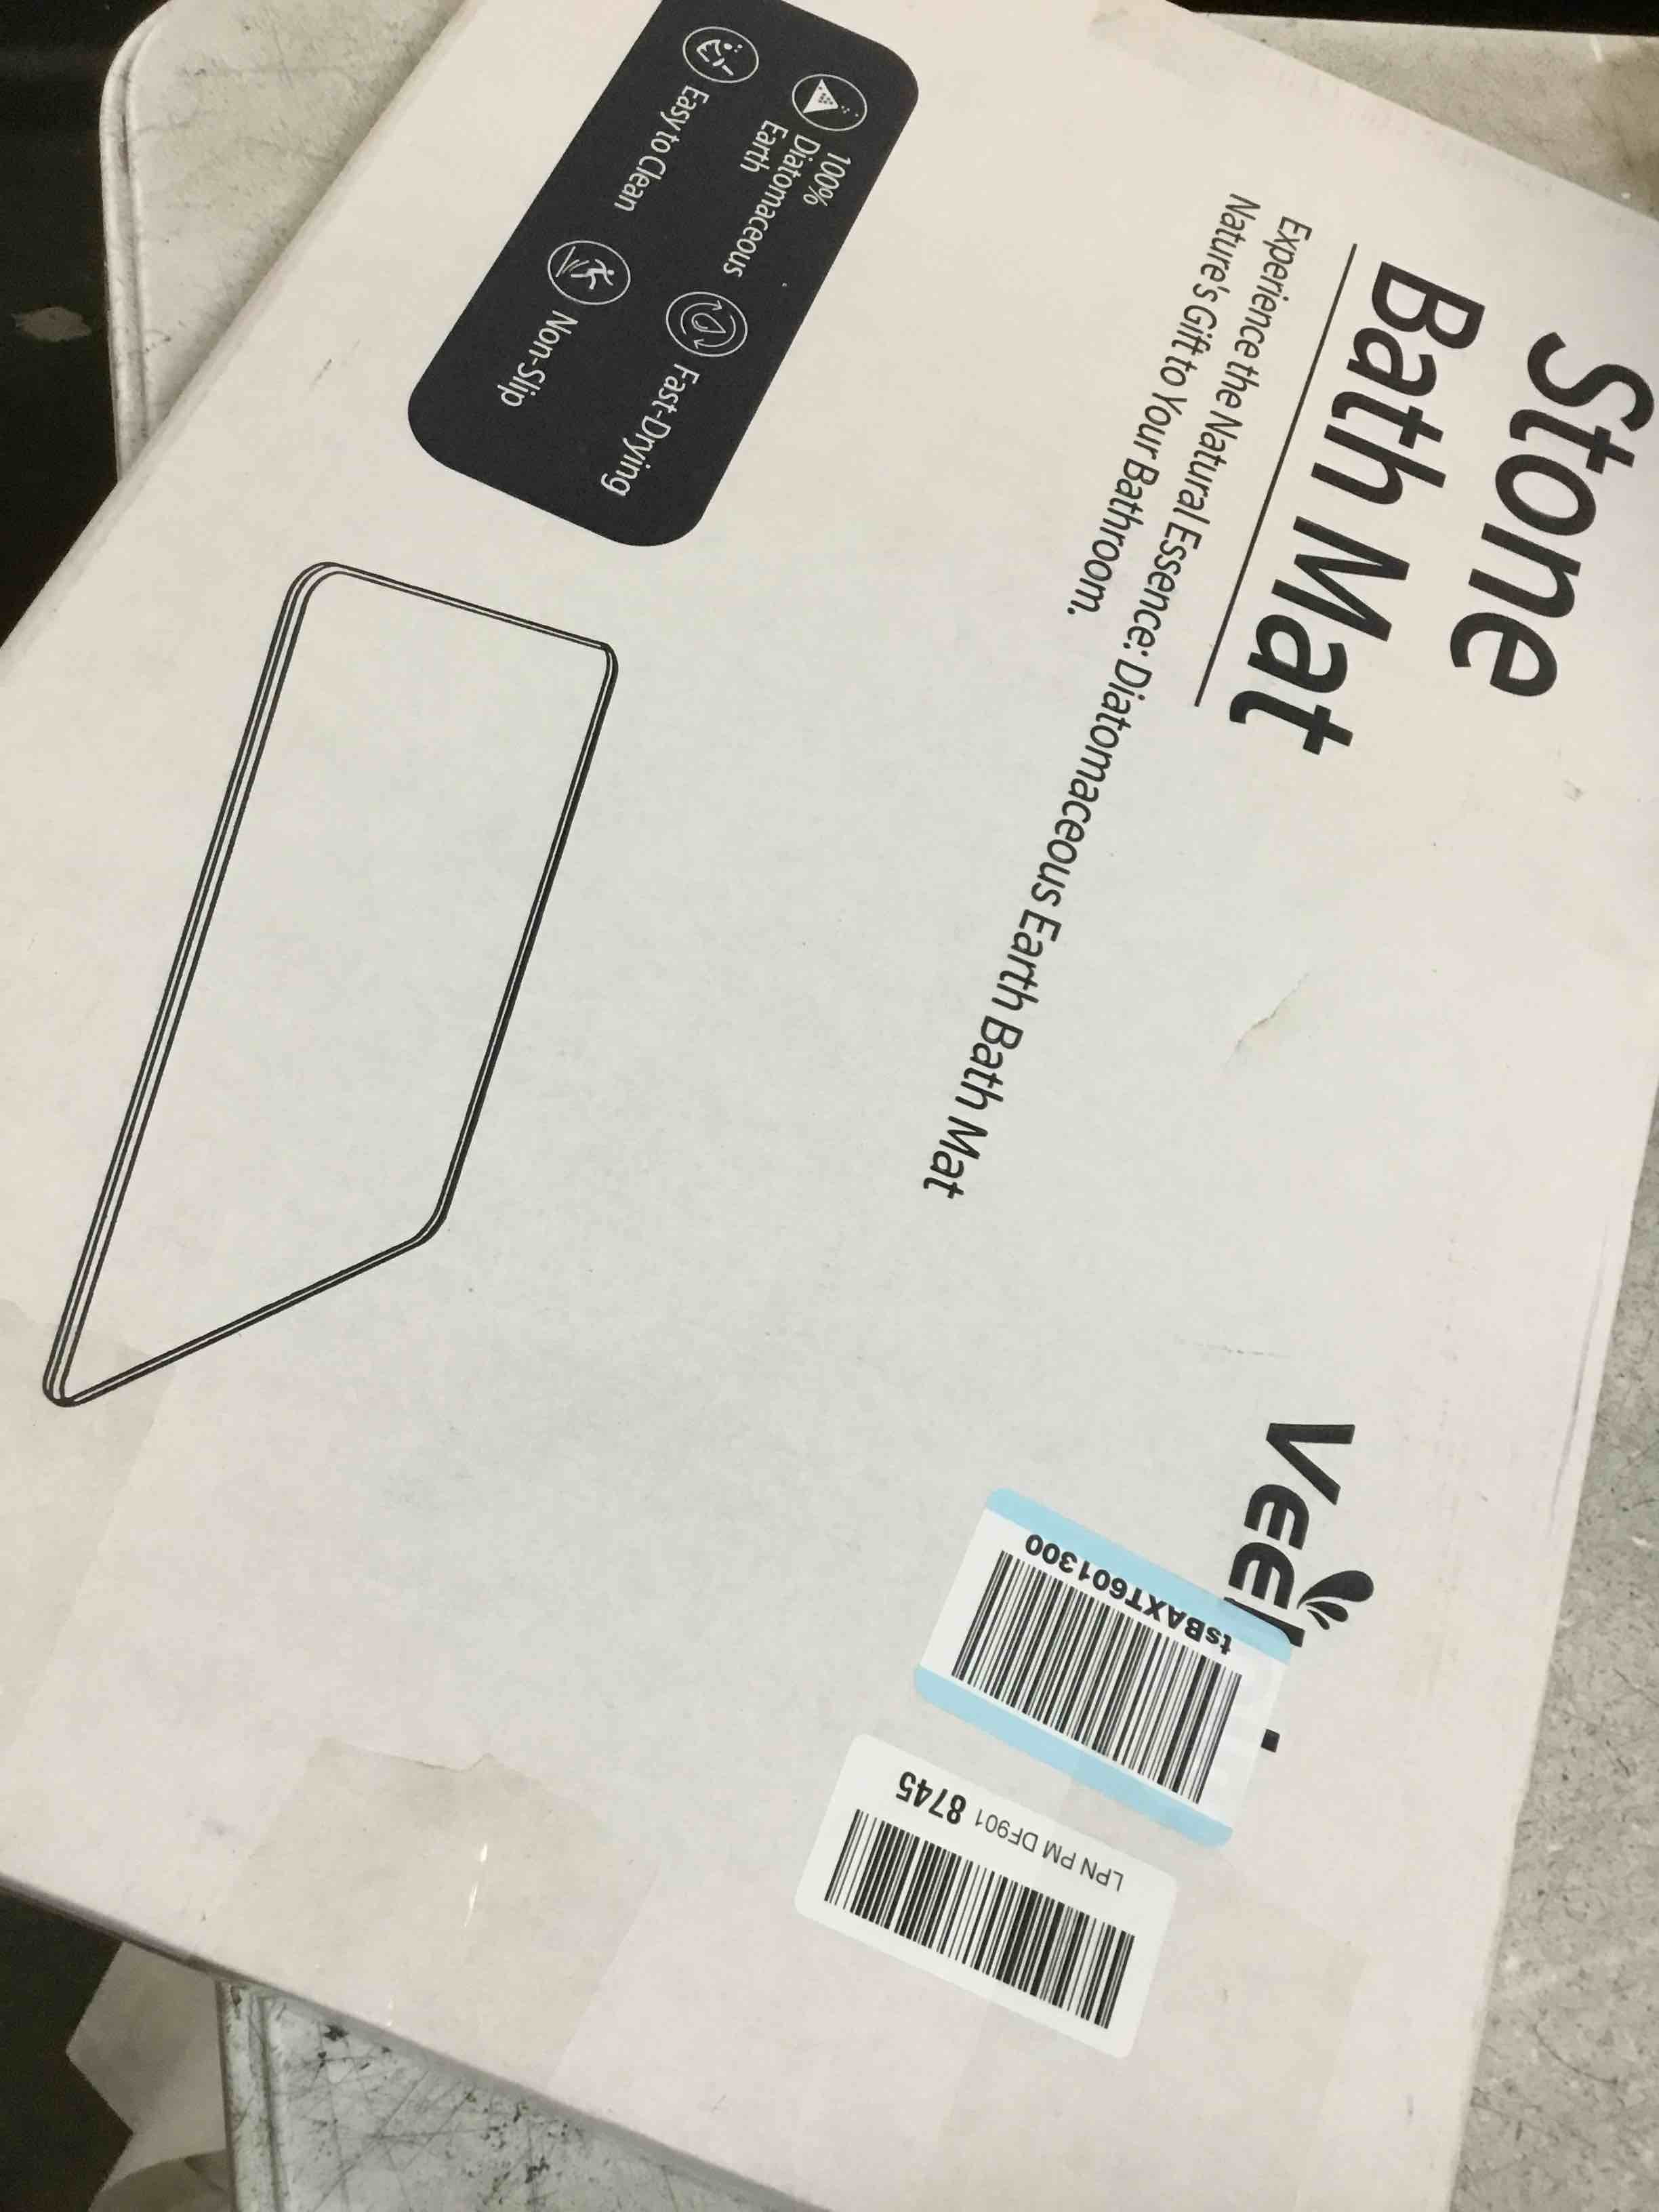 Stone
Bath Mat
Experience the Natural Essence: Diatomaceous Earth Bath Mat
Nature's Gift to Your Bathroom.
100%
Diatomaceous
Earth
Fast-Drying
Easy to Clean
Non-Slip
tsBAXT601300
LPN PM DF901 8745